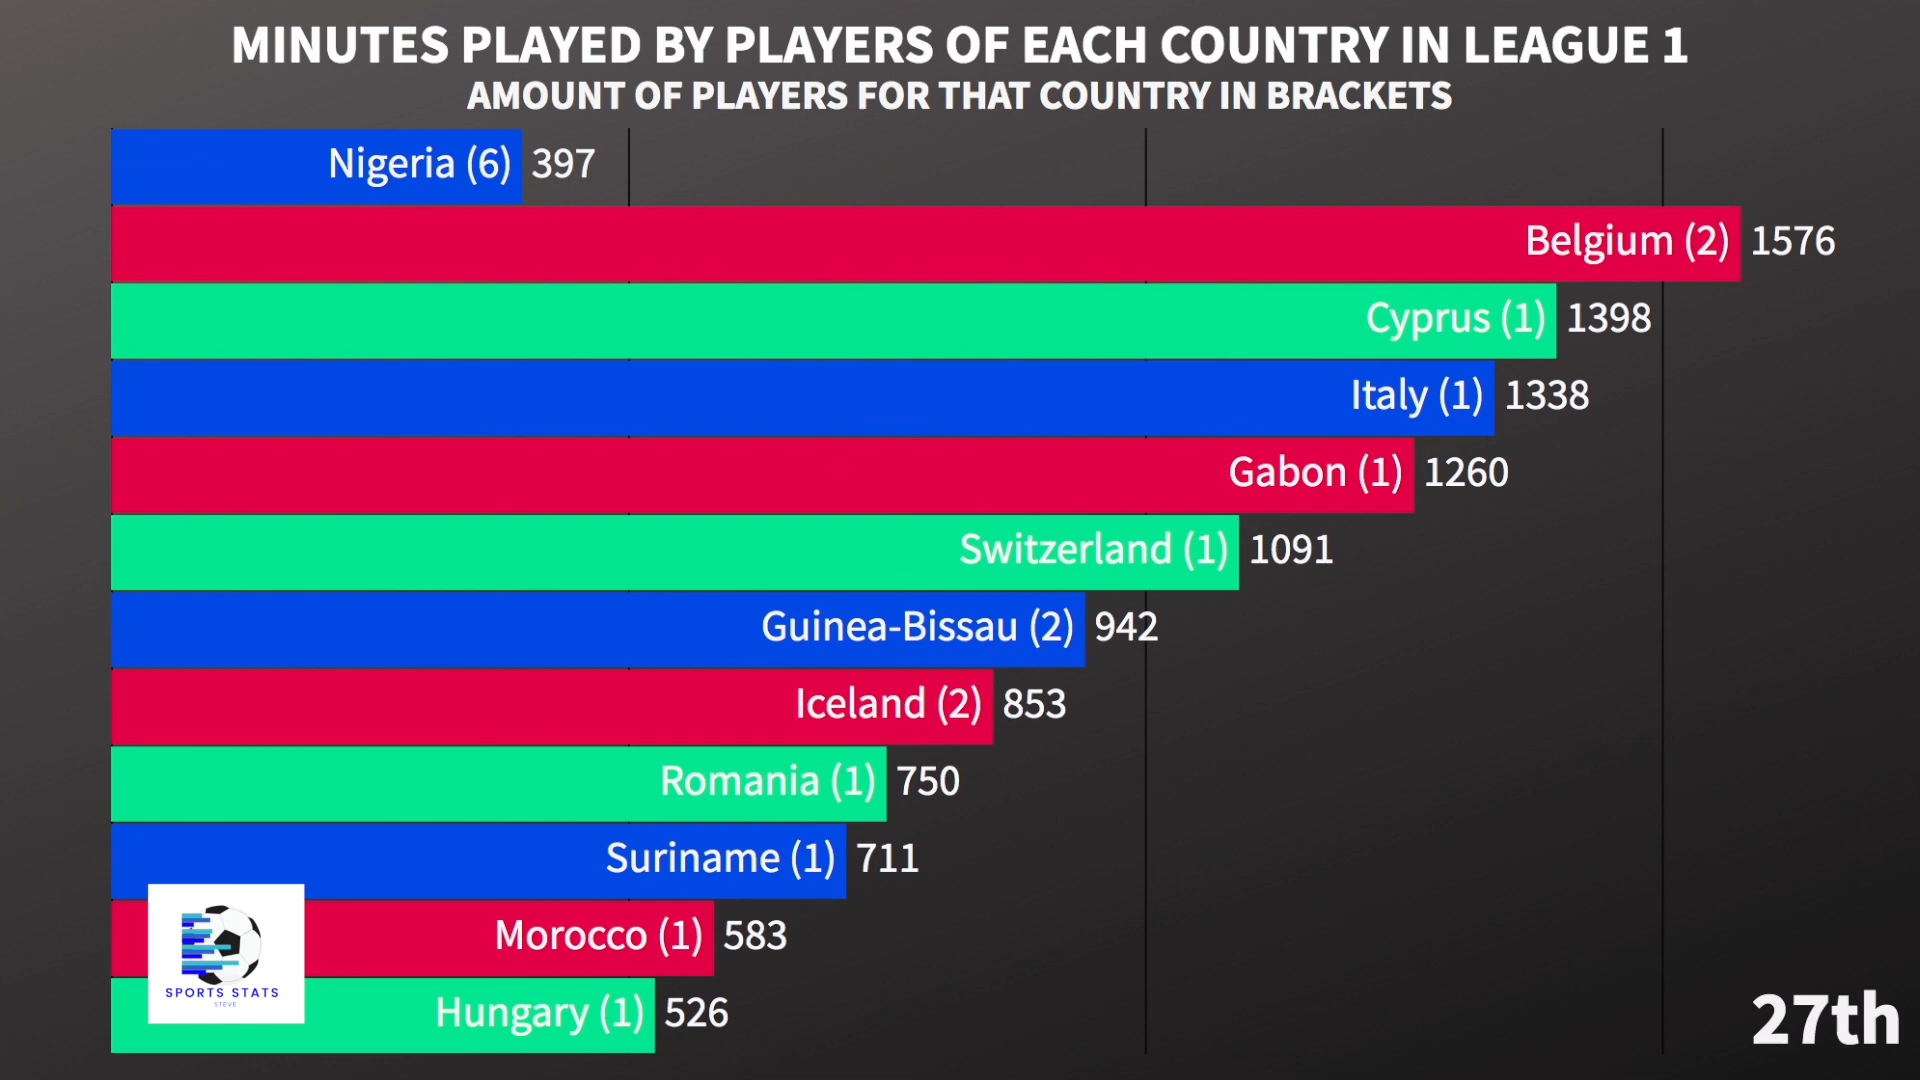 MINUTES PLAYED BY PLAYERS OF EACH COUNTRY IN LEAGUE 1
AMOUNT OF PLAYERS FOR THAT COUNTRY IN BRACKETS
Nigeria (6) 397
Belgium (2) 1576
Cyprus (1) 1398
Italy (1) 1338
Gabon (1) 1260
Switzerland (1) 1091
Guinea-Bissau (2) 942
Iceland (2) 853
Romania (1) 750
Suriname (1) 711
Morocco (1) 583
Hungary (1) 526
SPORTS STATS
STEVE
27th